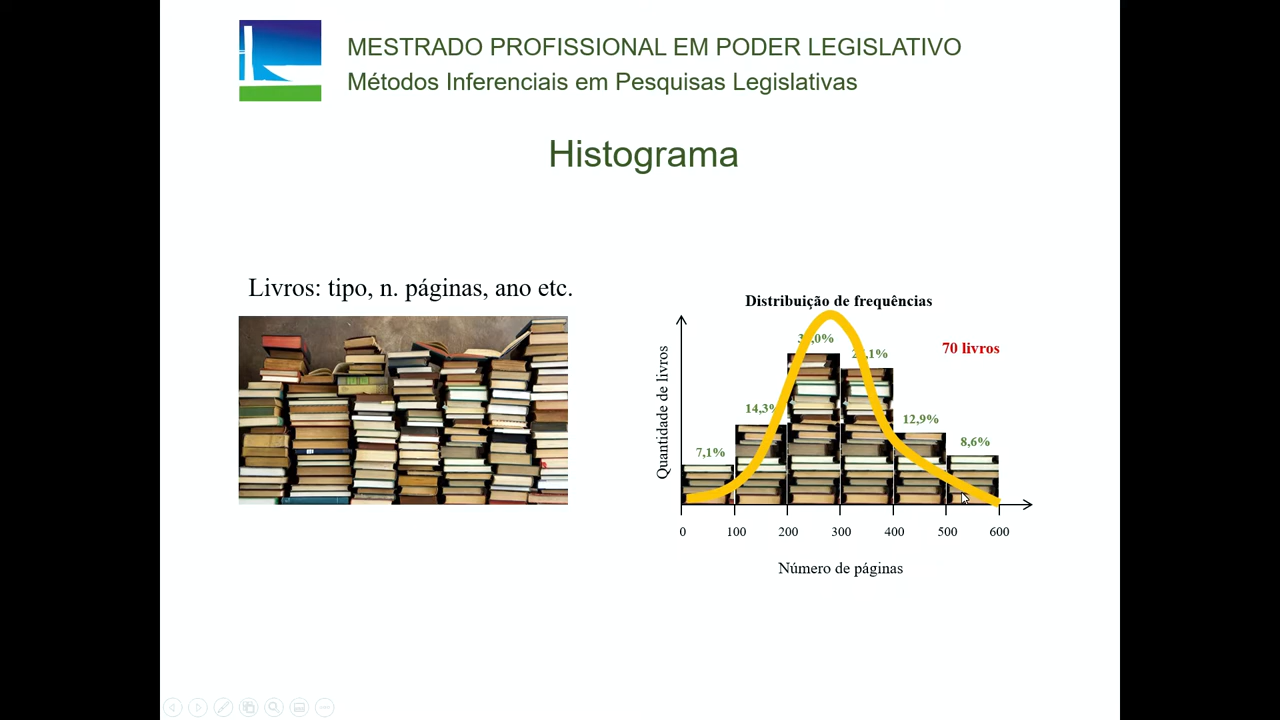 MESTRADO PROFISSIONAL EM PODER LEGISLATIVO
Métodos Inferenciais em Pesquisas Legislativas
Histograma
Livros: tipo, n. páginas, ano etc.
Distribuição de frequências
70 livros
Quantidade de livros
7,1%
14,3%
12,9%
8,6%
0 100 200 300 400 500 600
Número de páginas